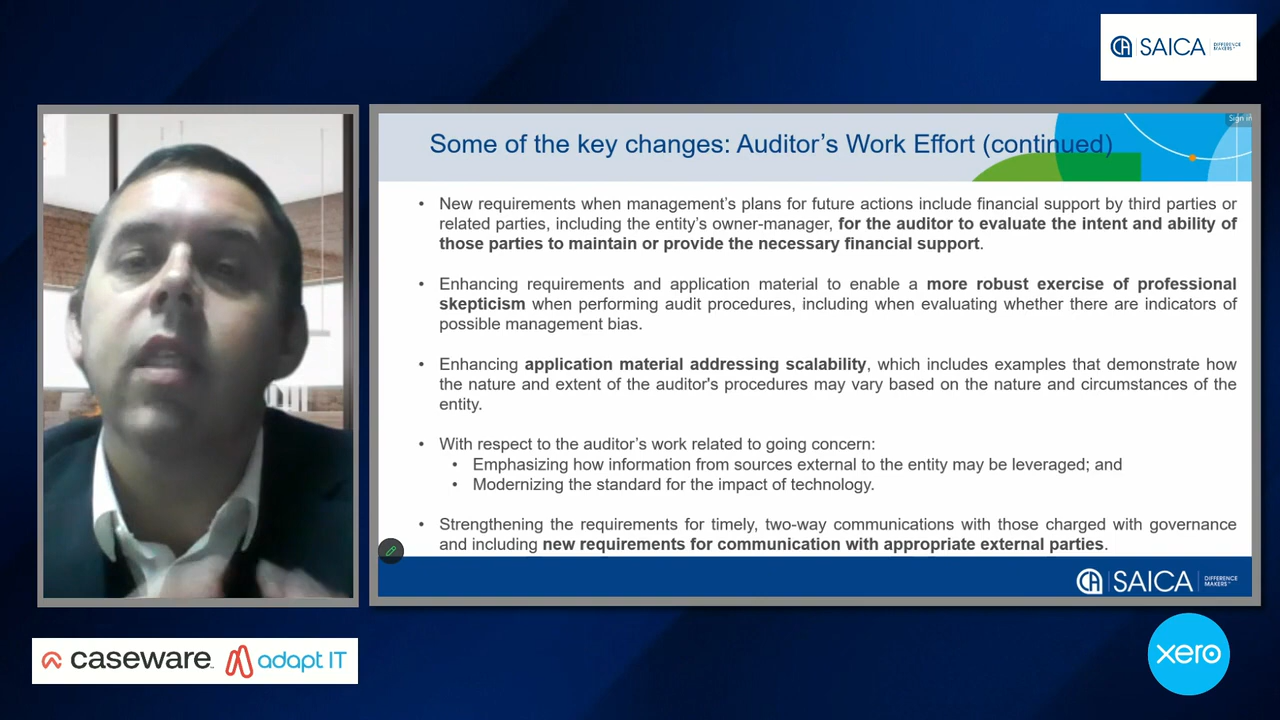 SAICA
DIFFERENCE
MAKERS™
Sign in
Some of the key changes: Auditor's Work Effort (continued)
• New requirements when management's plans for future actions include financial support by third parties or
related parties, including the entity's owner-manager, for the auditor to evaluate the intent and ability of
those parties to maintain or provide the necessary financial support.
• Enhancing requirements and application material to enable a more robust exercise of professional
skepticism when performing audit procedures, including when evaluating whether there are indicators of
possible management bias.
• Enhancing application material addressing scalability, which includes examples that demonstrate how
the nature and extent of the auditor's procedures may vary based on the nature and circumstances of the
entity.
• With respect to the auditor's work related to going concern:
• Emphasizing how information from sources external to the entity may be leveraged; and
• Modernizing the standard for the impact of technology.
• Strengthening the requirements for timely, two-way communications with those charged with governance
and including new requirements for communication with appropriate external parties.
CA SAICA
DIFFERENCE
MAKERS™
caseware™ adapt IT
xero